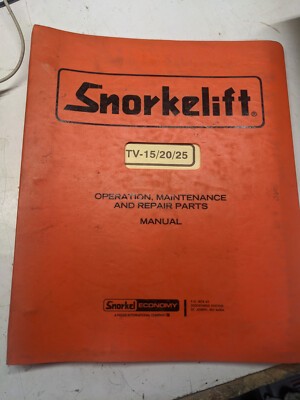 Snorkelift®
TV-15/20/25
OPERATION, MAINTENANCE
AND REPAIR PARTS
MANUAL
Snorkel ECONOMY